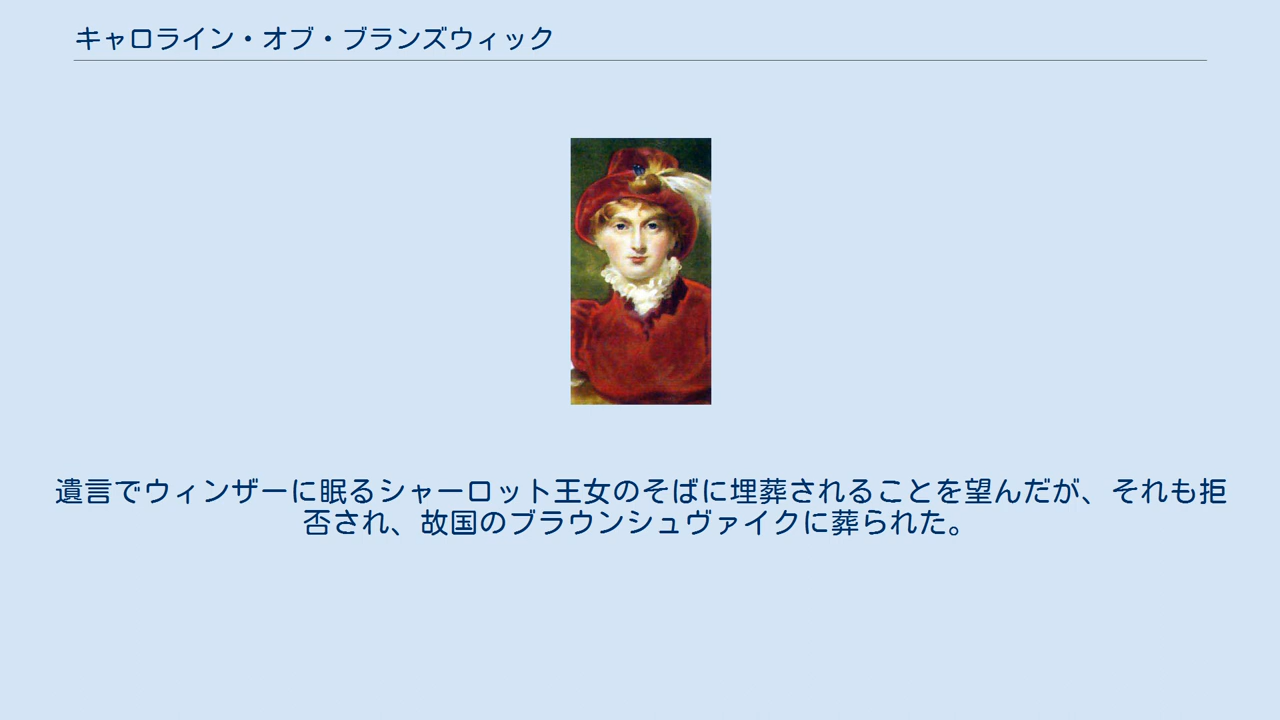 キャロライン・オブ・ブランズウィック
遺言でウィンザーに眠るシャーロット王女のそばに埋葬されることを望んだが、それも拒
否され、故国のブラウンシュヴァイクに葬られた。